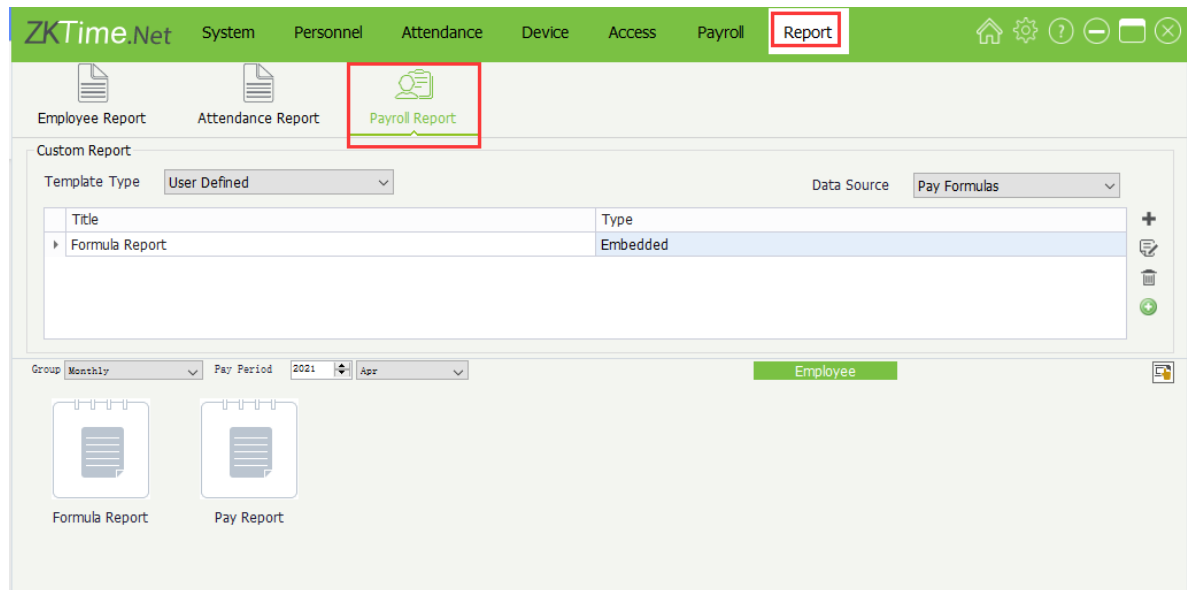 ZKTime.Net System Personnel Attendance Device Access Payroll Report
Employee Report Attendance Report Payroll Report
Custom Report
Template Type User Defined Data Source Pay Formulas
Title Type
Formula Report Embedded
Group Monthly Pay Period 2021 Apr Employee
Formula Report Pay Report